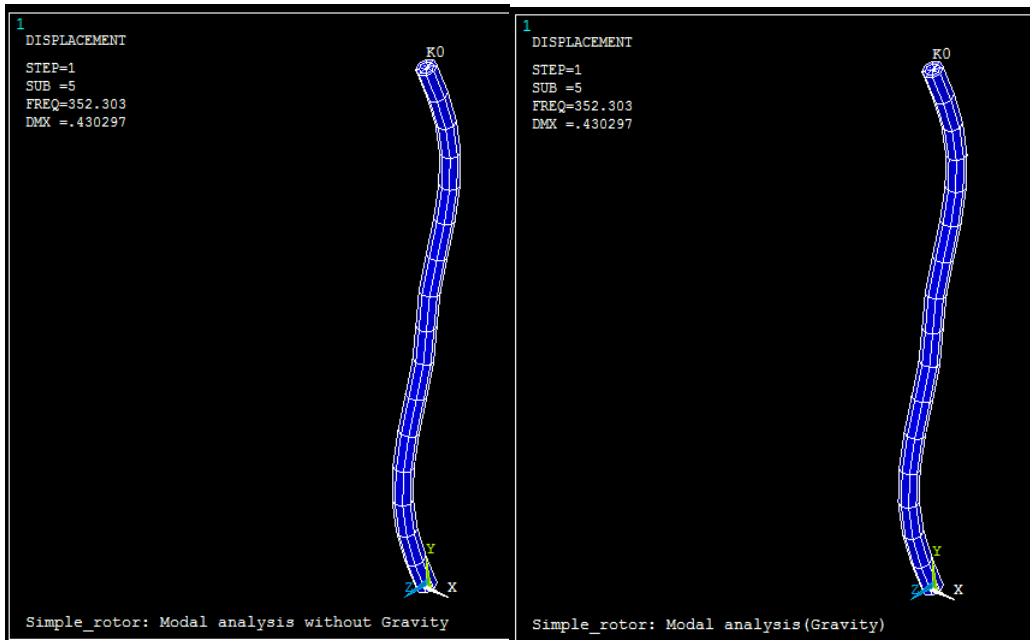 1
DISPLACEMENT
STEP=1
SUB =5
FREQ=352.303
DMX =.430297
K0
Y
Z
X
Simple_rotor: Modal analysis without Gravity
1
DISPLACEMENT
STEP=1
SUB =5
FREQ=352.303
DMX =.430297
K0
Y
Z
X
Simple_rotor: Modal analysis(Gravity)